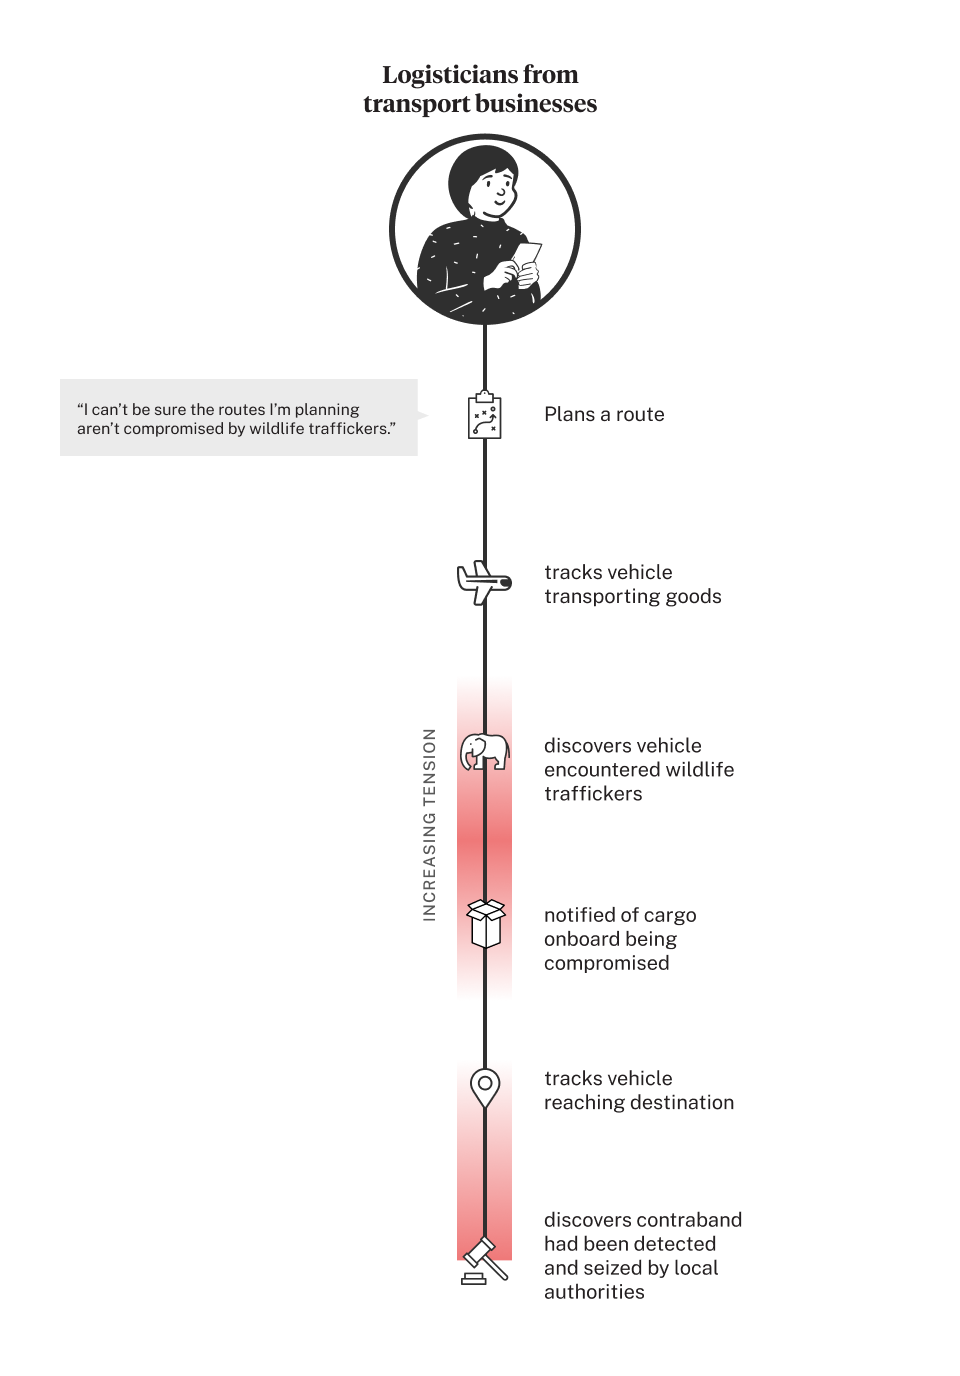 Logisticians from
transport businesses
“I can’t be sure the routes I’m planning
aren’t compromised by wildlife traffickers.”
Plans a route
tracks vehicle
transporting goods
INCREASING TENSION
discovers vehicle
encountered wildlife
traffickers
notified of cargo
onboard being
compromised
tracks vehicle
reaching destination
discovers contraband
had been detected
and seized by local
authorities